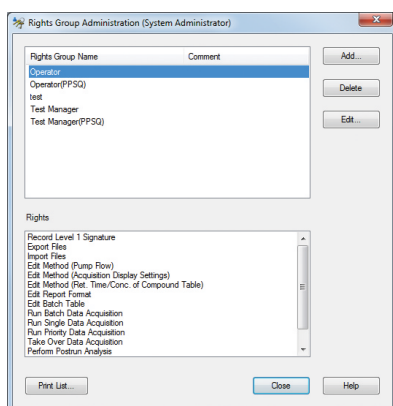 Rights Group Administration (System Administrator)
Rights Group Name Comment
Operator
Operator(PPSQ)
test
Test Manager
Test Manager(PPSQ)
Add...
Delete
Edit...
Rights
Record Level 1 Signature
Export Files
Import Files
Edit Method (Pump Flow)
Edit Method (Acquisition Display Settings)
Edit Method (Ret. Time/Conc. of Compound Table)
Edit Report Format
Edit Batch Table
Run Batch Data Acquisition
Run Single Data Acquisition
Run Priority Data Acquisition
Take Over Data Acquisition
Perform Postrun Analysis
Print List... Close Help